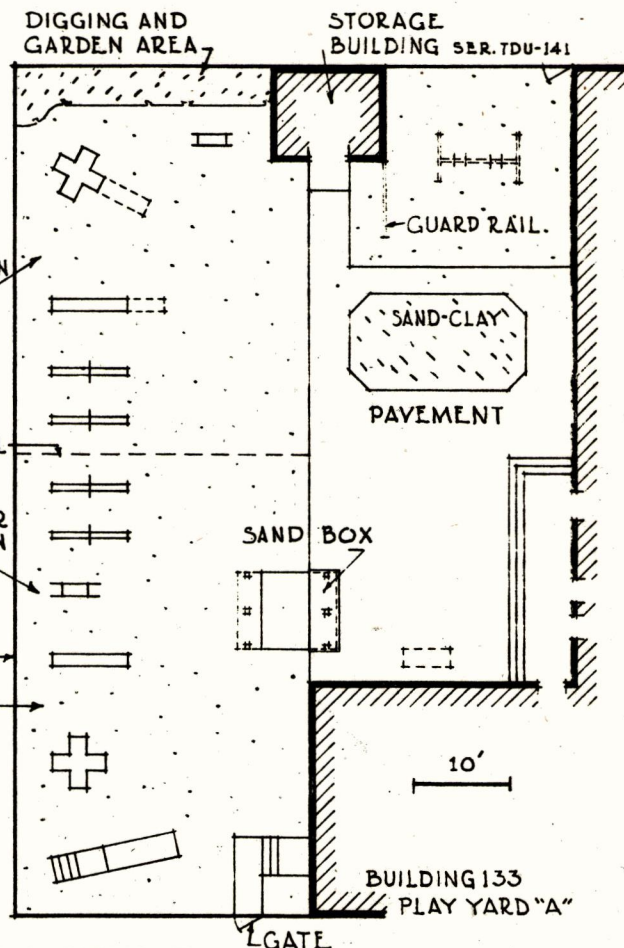 DIGGING AND
GARDEN AREA
STORAGE
BUILDING SER. TDU-141
GUARD RAIL.
SAND-CLAY
PAVEMENT
SAND BOX
10'
BUILDING 133
PLAY YARD "A"
GATE